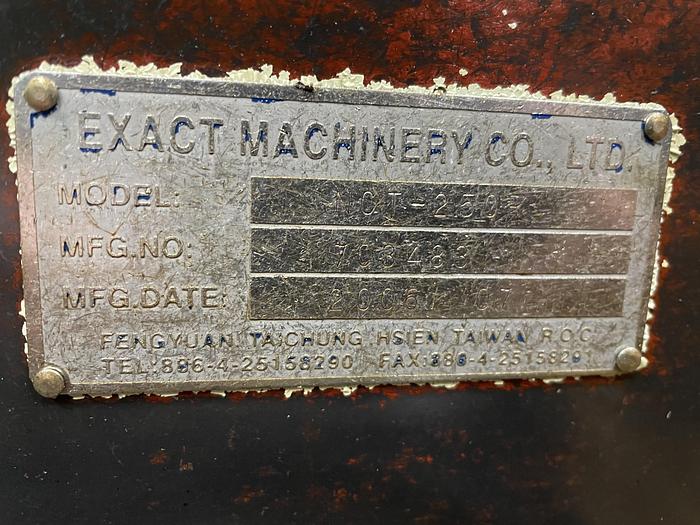 EXACT MACHINERY CO., LTD.
MODEL:
MFG.NO:
MFG.DATE:
FENGYUAN, TAICHUNG HSIEN, TAIWAN R.O.C.
TEL:886-4-25158290 FAX:886-4-25158291